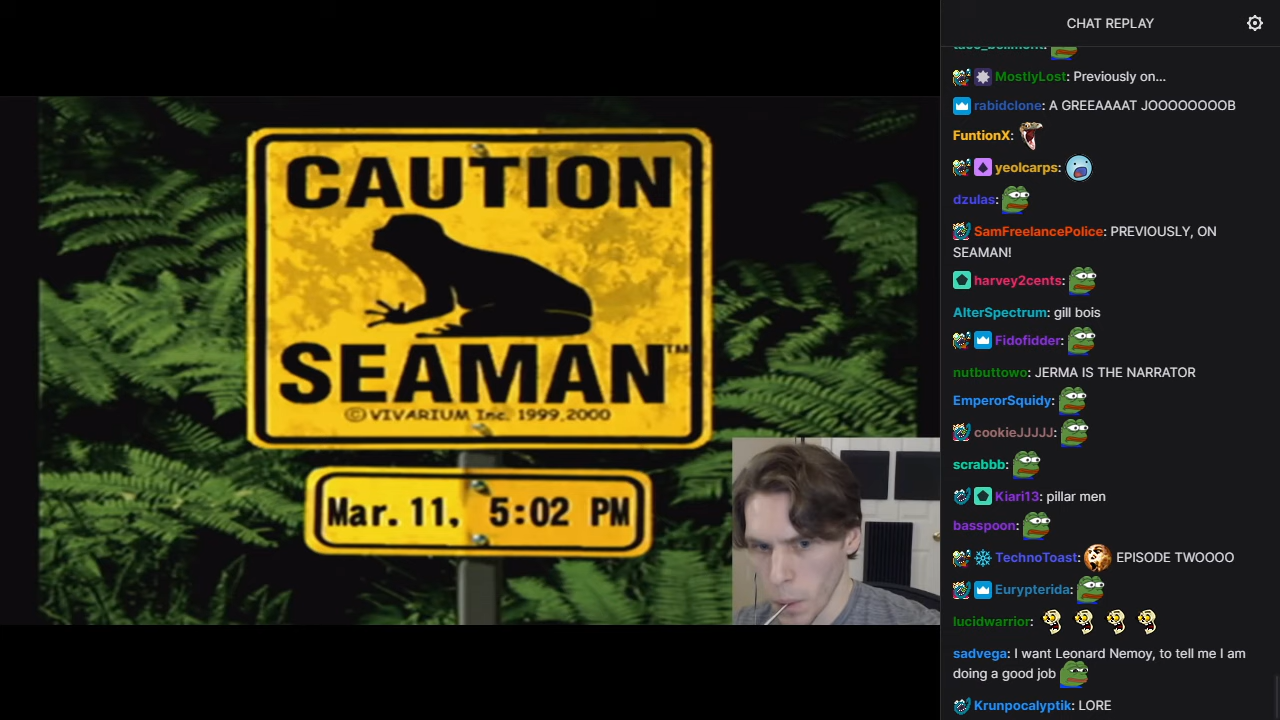 CAUTION
SEAMAN™
© VIVARIUM Inc. 1999,2000
Mar. 11, 5:02 PM
CHAT REPLAY
MostlyLost: Previously on...
rabidclone: A GREEAAAAT JOOOOOOOOB
FuntionX:
yeolcarps:
dzulas:
SamFreelancePolice: PREVIOUSLY, ON
SEAMAN!
harvey2cents:
AlterSpectrum: gill bois
Fidofidder:
nutbuttowo: JERMA IS THE NARRATOR
EmperorSquidy:
cookieJJJJJ:
scrabbb:
Kiari13: pillar men
basspoon:
TechnoToast: EPISODE TWOOOO
Eurypterida:
lucidwarrior:
sadvega: I want Leonard Nemoy, to tell me I am
doing a good job
Krunpocalyptik: LORE